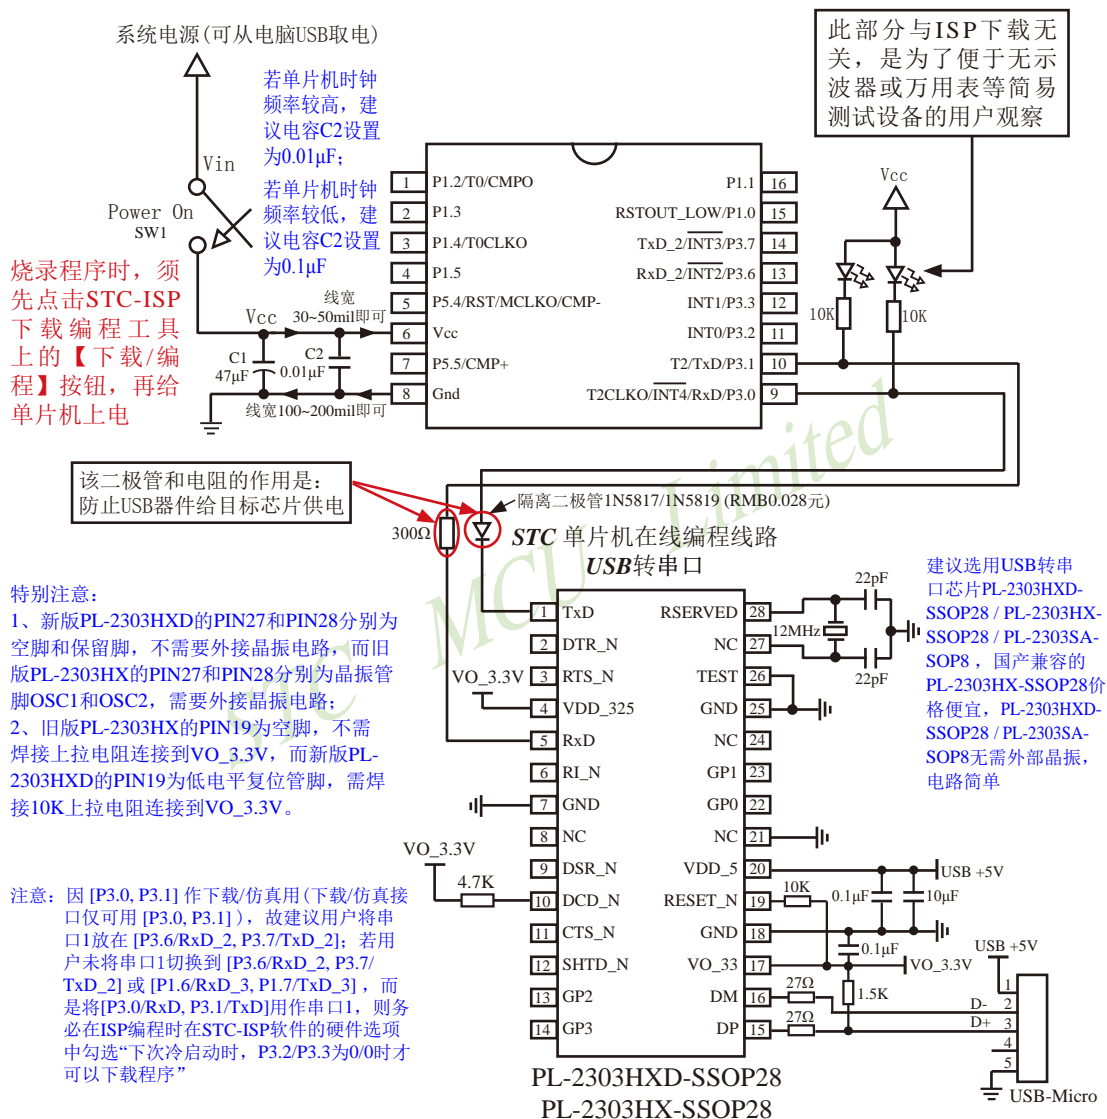 系统电源(可从电脑USB取电)
此部分与ISP下载无
关，是为了便于无示
波器或万用表等简易
测试设备的用户观察
若单片机时钟
频率较高，建
议电容C2设置
为0.01μF；
若单片机时钟
频率较低，建
议电容C2设置
为0.1μF
Vin
Power On
SW1
烧录程序时，须
先点击STC-ISP
下载编程工具
上的【下载/编
程】按钮，再给
单片机上电
Vcc
线宽
30~50mil即可
C1
47μF
C2
0.01μF
线宽100~200mil即可
1 P1.2/T0/CMPO
2 P1.3
3 P1.4/T0CLKO
4 P1.5
5 P5.4/RST/MCLKO/CMP-
6 Vcc
7 P5.5/CMP+
8 Gnd
P1.1 16
RSTOUT_LOW/P1.0 15
TxD_2/INT3/P3.7 14
RxD_2/INT2/P3.6 13
INT1/P3.3 12
INT0/P3.2 11
T2/TxD/P3.1 10
T2CLKO/INT4/RxD/P3.0 9
Vcc
10K
10K
该二极管和电阻的作用是：
防止USB器件给目标芯片供电
300Ω
隔离二极管1N5817/1N5819 (RMB0.028元)
STC 单片机在线编程线路
USB转串口
STC MCU Limited
特别注意：
1、新版PL-2303HXD的PIN27和PIN28分别为
空脚和保留脚，不需要外接晶振电路，而旧
版PL-2303HX的PIN27和PIN28分别为晶振管
脚OSC1和OSC2，需要外接晶振电路；
2、旧版PL-2303HX的PIN19为空脚，不需
焊接上拉电阻连接到VO_3.3V，而新版PL-
2303HXD的PIN19为低电平复位管脚，需焊
接10K上拉电阻连接到VO_3.3V。
注意：因 [P3.0, P3.1] 作下载/仿真用(下载/仿真接
口仅可用 [P3.0, P3.1] )，故建议用户将串
口1放在 [P3.6/RxD_2, P3.7/TxD_2]；若用
户未将串口1切换到 [P3.6/RxD_2, P3.7/
TxD_2] 或 [P1.6/RxD_3, P1.7/TxD_3] ，而
是将[P3.0/RxD, P3.1/TxD]用作串口1，则务
必在ISP编程时在STC-ISP软件的硬件选项
中勾选“下次冷启动时，P3.2/P3.3为0/0时才
可以下载程序”
VO_3.3V
VO_3.3V
4.7K
1 TxD
2 DTR_N
3 RTS_N
4 VDD_325
5 RxD
6 RI_N
7 GND
8 NC
9 DSR_N
10 DCD_N
11 CTS_N
12 SHTD_N
13 GP2
14 GP3
RSERVED 28
NC 27
TEST 26
GND 25
NC 24
GP1 23
GP0 22
NC 21
VDD_5 20
RESET_N 19
GND 18
VO_33 17
DM 16
DP 15
22pF
12MHz
22pF
建议选用USB转串
口芯片PL-2303HXD-
SSOP28 / PL-2303HX-
SSOP28 / PL-2303SA-
SOP8 ，国产兼容的
PL-2303HX-SSOP28价
格便宜，PL-2303HXD-
SSOP28 / PL-2303SA-
SOP8无需外部晶振，
电路简单
USB +5V
10K
0.1μF
10μF
0.1μF
VO_3.3V
27Ω
1.5K
27Ω
USB +5V
D-
D+
1
2
3
4
5
USB-Micro
PL-2303HXD-SSOP28
PL-2303HX-SSOP28